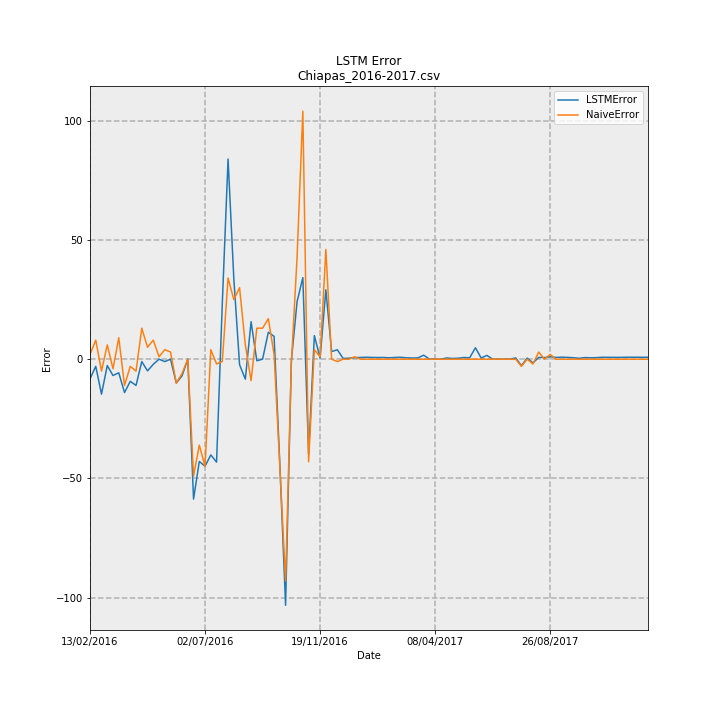 LSTM Error
Chiapas_2016-2017.csv
LSTMError
NaiveError
100
50
0
−50
−100
Error
13/02/2016
02/07/2016
19/11/2016
08/04/2017
26/08/2017
Date